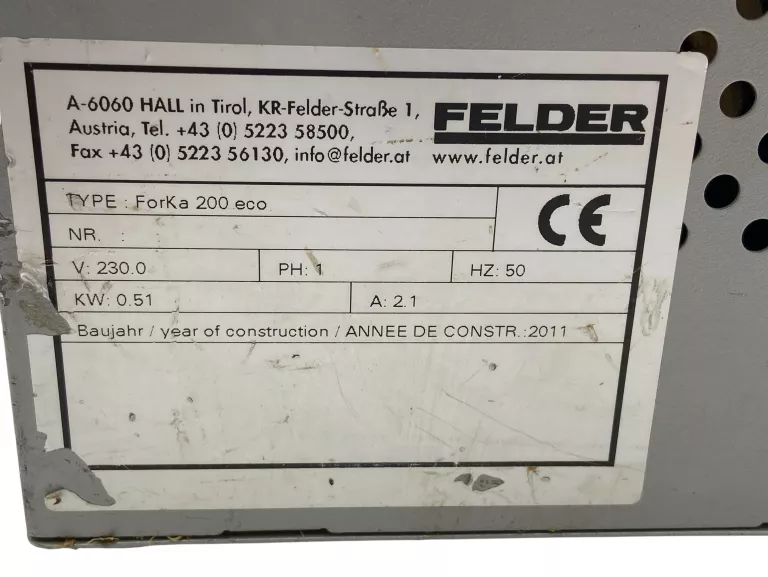 A-6060 HALL in Tirol, KR-Felder-Straße 1,
Austria, Tel. +43 (0) 5223 58500,
Fax +43 (0) 5223 56130, info@felder.at
FELDER
www.felder.at
TYPE : ForKa 200 eco
CE
NR. :
V: 230.0 PH: 1 HZ: 50
KW: 0.51 A: 2.1
Baujahr / year of construction / ANNEE DE CONSTR.:2011